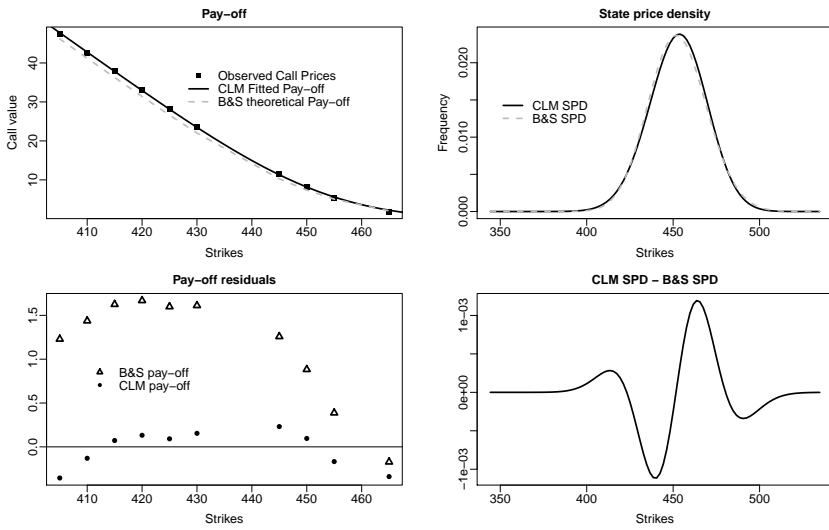 Pay−off
Call value
10 20 30 40
Observed Call Prices
CLM Fitted Pay−off
B&S theoretical Pay−off
410 420 430 440 450 460
Strikes
State price density
Frequency
0.000 0.010 0.020
CLM SPD
B&S SPD
350 400 450 500
Strikes
Pay−off residuals
0.0 0.5 1.0 1.5
B&S pay−off
CLM pay−off
410 420 430 440 450 460
Strikes
CLM SPD − B&S SPD
−1e−03 0e+00 1e−03
350 400 450 500
Strikes